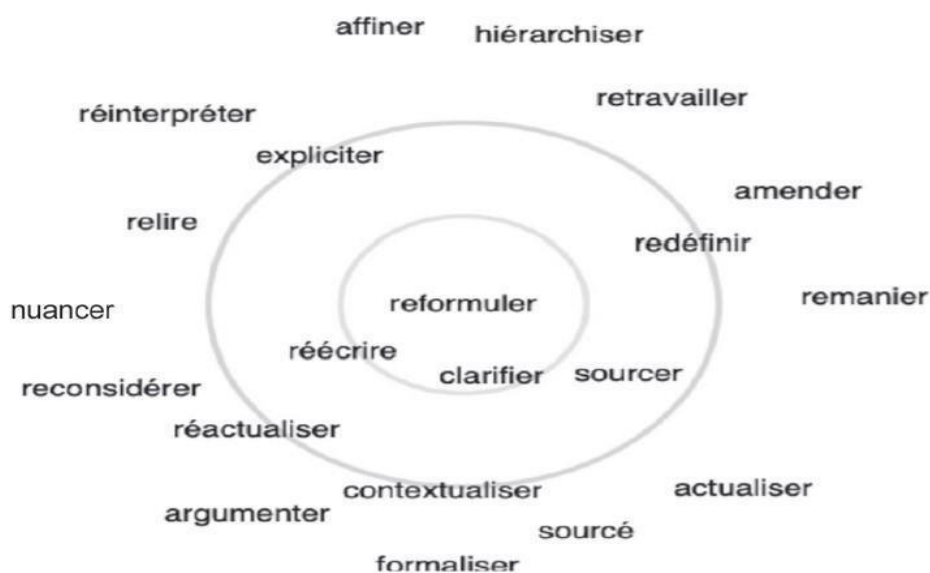 affiner
hiérarchiser
retravailler
réinterpréter
expliciter
amender
relire
redéfinir
remanier
reformuler
nuancer
réécrire
clarifier
sourcer
reconsidérer
réactualiser
contextualiser
actualiser
argumenter
sourcé
formaliser